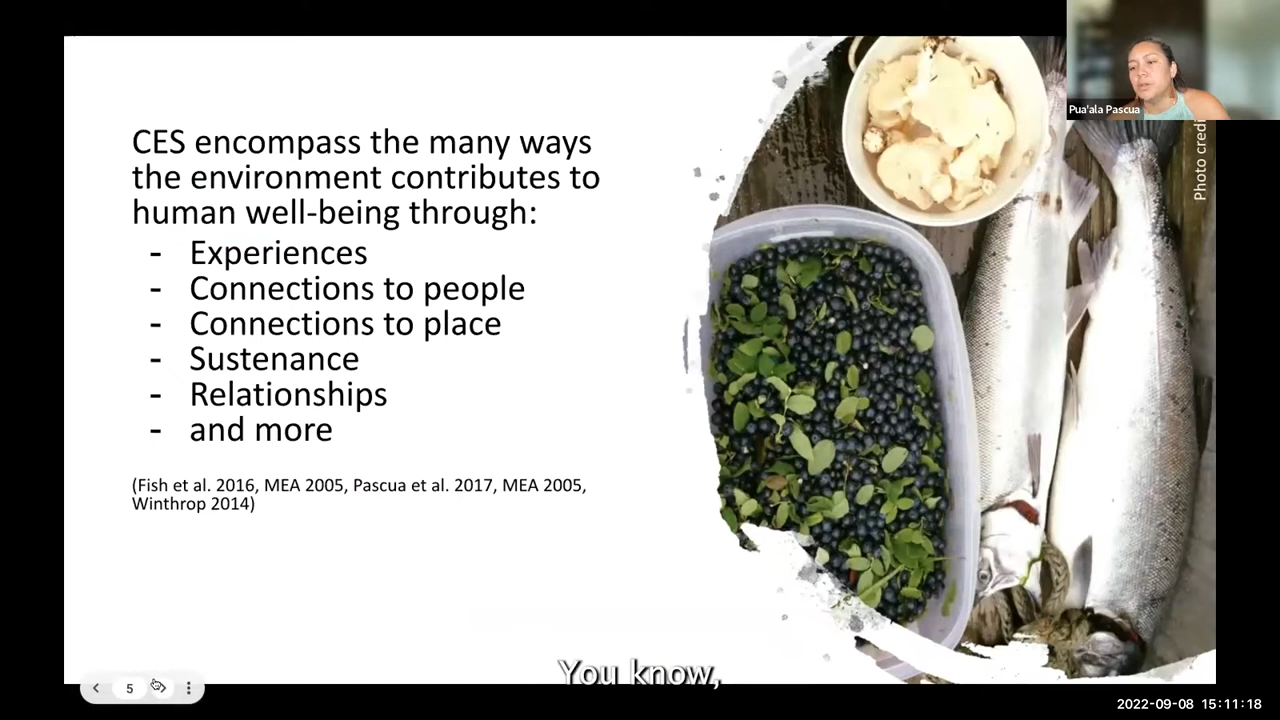 CES encompass the many ways
the environment contributes to
human well-being through:
- Experiences
- Connections to people
- Connections to place
- Sustenance
- Relationships
- and more
(Fish et al. 2016, MEA 2005, Pascua et al. 2017, MEA 2005,
Winthrop 2014)
Pua'ala Pascua
Photo credi
You know,
5
2022-09-08 15:11:18